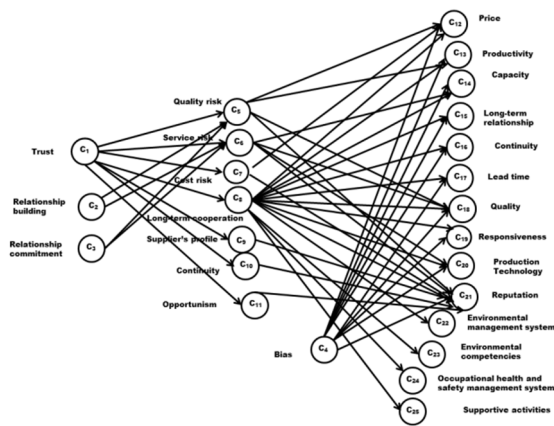 Price
C12
Productivity
C13
Capacity
C14
Quality risk
C5
Long-term
relationship
C15
Service risk
C6
Trust
C1
Continuity
C16
C7
Cost risk
Lead time
C17
C8
Relationship
building
C2
Quality
C18
Long-term cooperation
Supplier's profile
C9
Responsiveness
C19
Relationship
commitment
C3
Continuity
C10
Production
Technology
C20
Opportunism
C11
Reputation
C21
Environmental
management system
C22
Bias
C4
Environmental
competencies
C23
Occupational health and
safety management system
C24
Supportive activities
C25